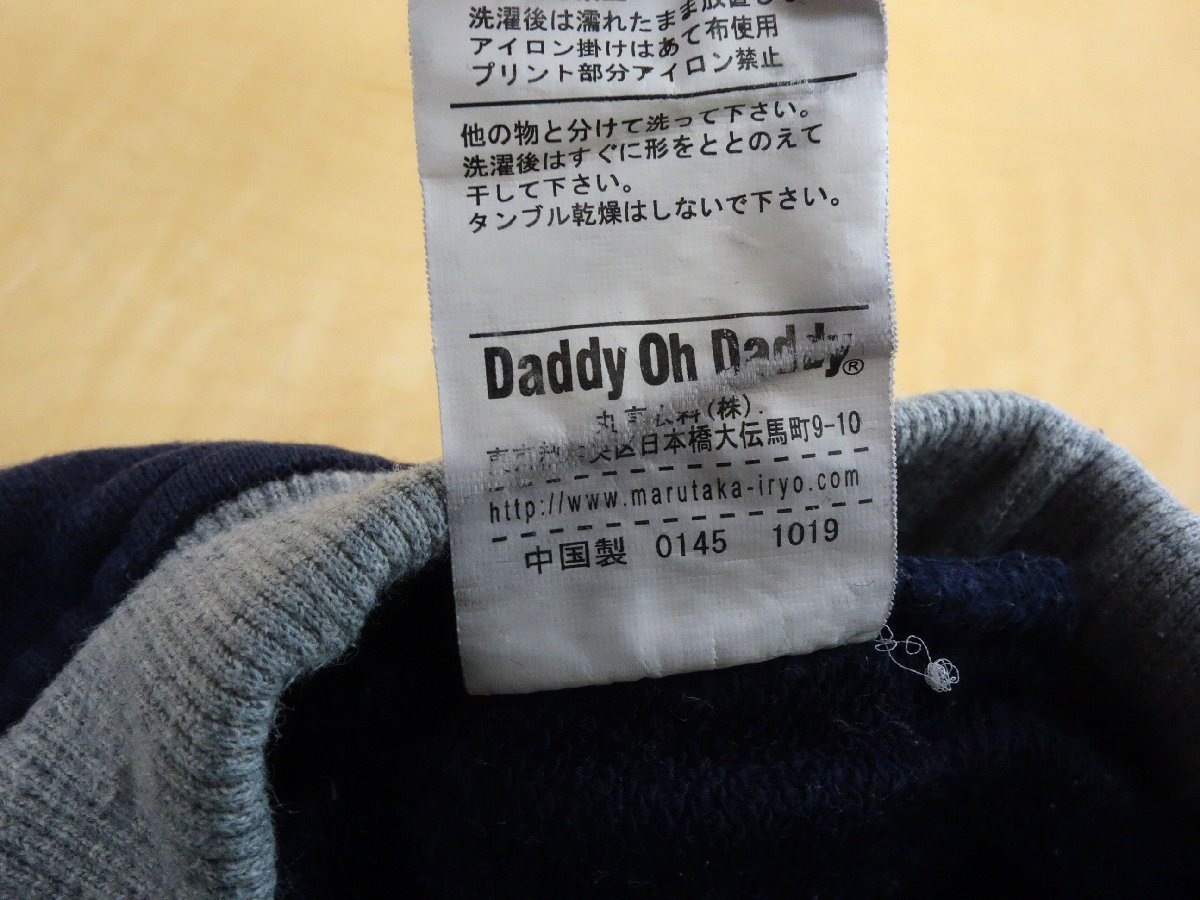 洗濯後は濡れたまま放置し
アイロン掛けはあて布使用
プリント部分アイロン禁止
他の物と分けて洗って下さい。
洗濯後はすぐに形をととのえて
干して下さい。
タンブル乾燥はしないで下さい。
Daddy Oh Daddy®
(株).
区日本橋大伝馬町9-10
http://www.marutaka-iryo.com
中国製 0145 1019